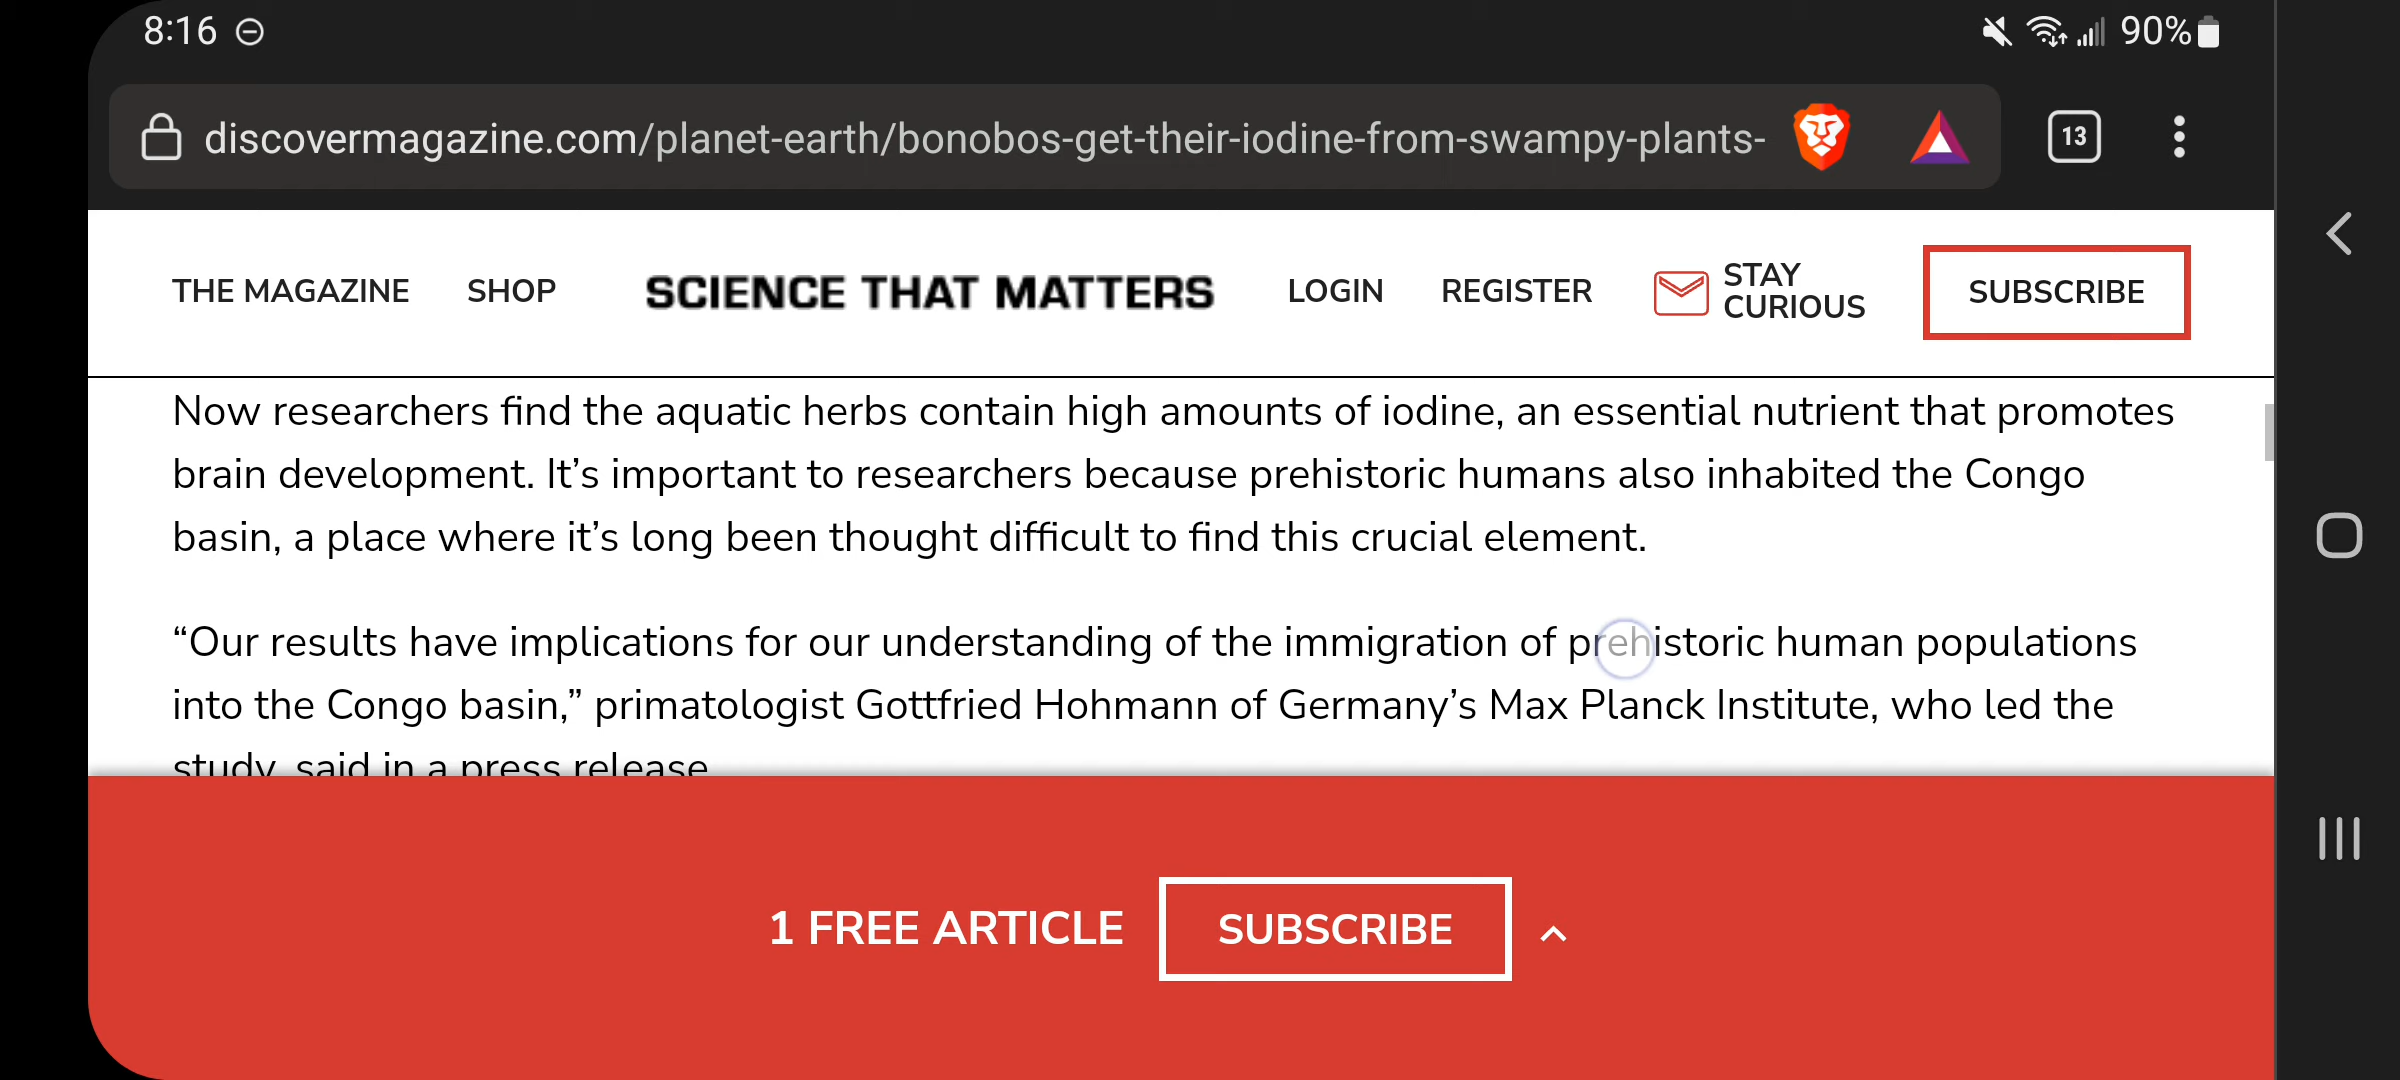 8:16
90%
discovermagazine.com/planet-earth/bonobos-get-their-iodine-from-swampy-plants-
13
THE MAGAZINE
SHOP
SCIENCE THAT MATTERS
LOGIN
REGISTER
STAY
CURIOUS
SUBSCRIBE
Now researchers find the aquatic herbs contain high amounts of iodine, an essential nutrient that promotes
brain development. It’s important to researchers because prehistoric humans also inhabited the Congo
basin, a place where it’s long been thought difficult to find this crucial element.
“Our results have implications for our understanding of the immigration of prehistoric human populations
into the Congo basin,” primatologist Gottfried Hohmann of Germany’s Max Planck Institute, who led the
study, said in a press release
1 FREE ARTICLE
SUBSCRIBE